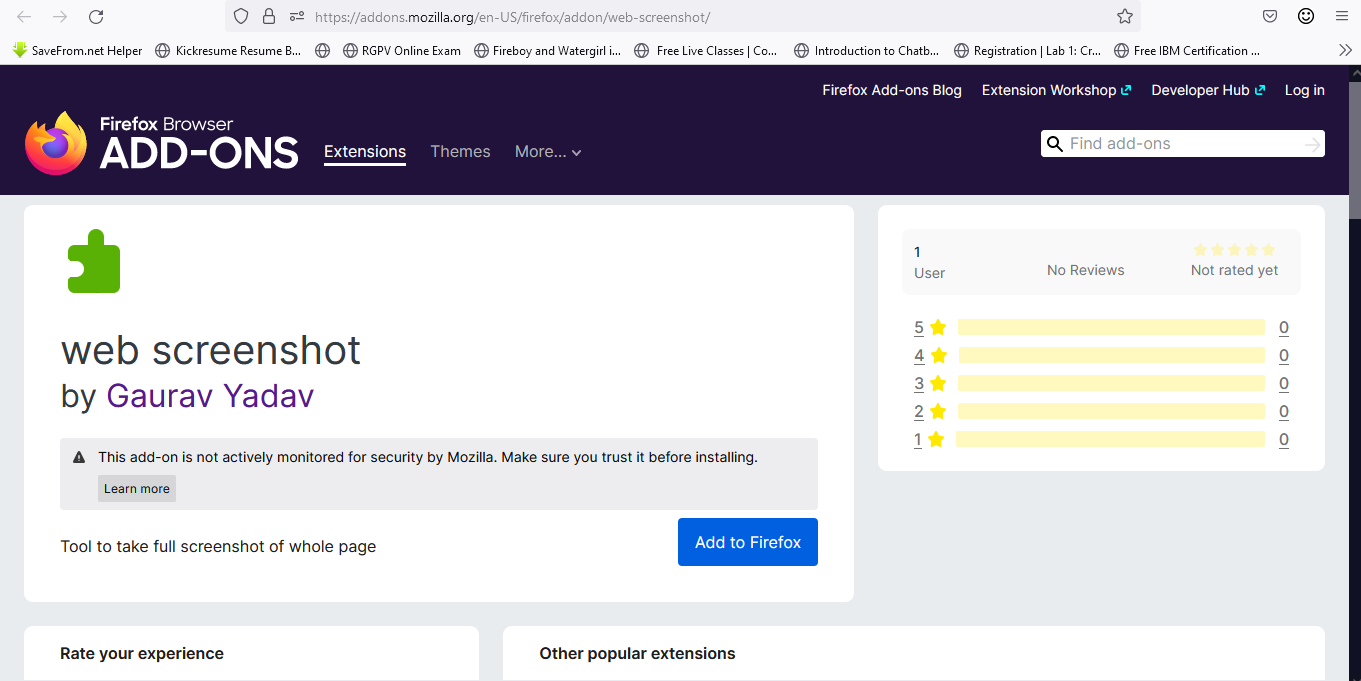 https://addons.mozilla.org/en-US/firefox/addon/web-screenshot/
SaveFrom.net Helper
Kickresume Resume B...
RGPV Online Exam
Fireboy and Watergirl i...
Free Live Classes | Co...
Introduction to Chatb...
Registration | Lab 1: Cr...
Free IBM Certification ...
Firefox Add-ons Blog
Extension Workshop
Developer Hub
Log in
Firefox Browser
ADD-ONS
Extensions
Themes
More...
Find add-ons
web screenshot
by Gaurav Yadav
This add-on is not actively monitored for security by Mozilla. Make sure you trust it before installing.
Learn more
Tool to take full screenshot of whole page
Add to Firefox
1
User
No Reviews
Not rated yet
5 0
4 0
3 0
2 0
1 0
Rate your experience
Other popular extensions